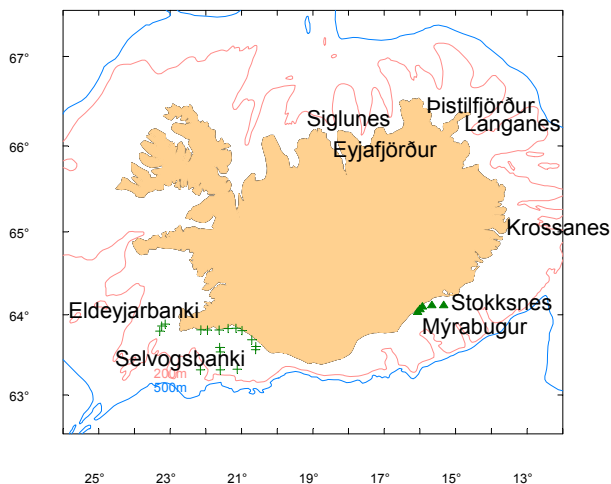 67°
Þistilfjörður
Siglunes
Langanes
66°
Eyjafjörður
Krossanes
65°
Stokksnes
Eldeyjarbanki
64°
Mýrabugur
Selvogsbanki
200m
500m
63°
25° 23° 21° 19° 17° 15° 13°